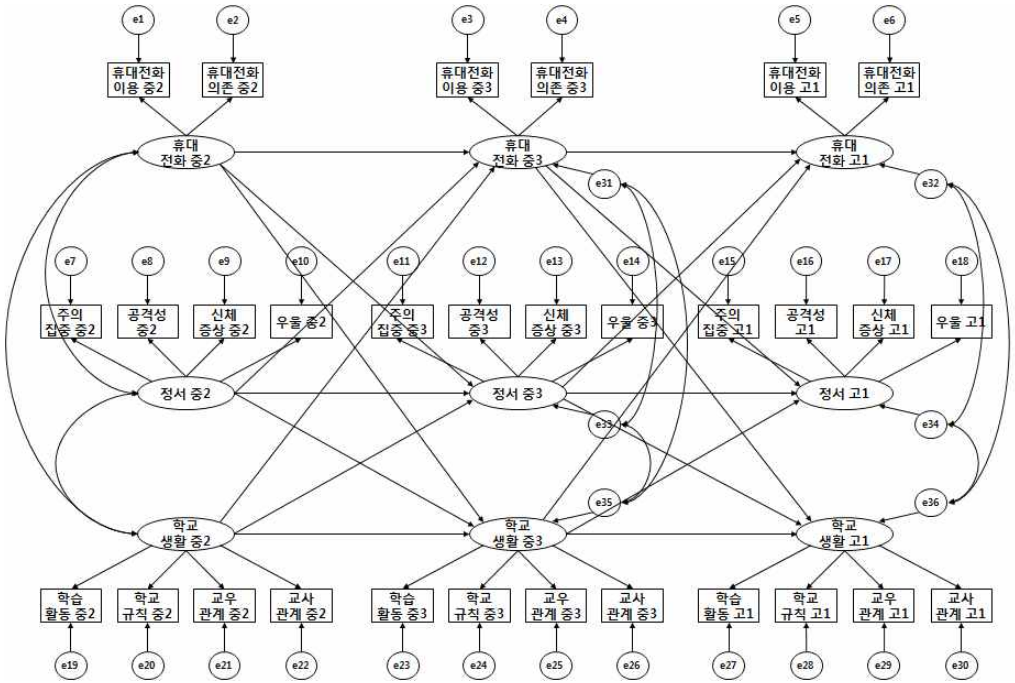 e1
e2
e3
e4
e5
e6
휴대전화
이용 중2
휴대전화
의존 중2
휴대전화
이용 중3
휴대전화
의존 중3
휴대전화
이용 고1
휴대전화
의존 고1
휴대
전화 중2
휴대
전화 중3
휴대
전화 고1
e31
e32
e7
e8
e9
e10
e11
e12
e13
e14
e15
e16
e17
e18
주의
집중 중2
공격성
중2
신체
증상 중2
우울 중2
주의
집중 중3
공격성
중3
신체
증상 중3
우울 중3
주의
집중 고1
공격성
고1
신체
증상 고1
우울 고1
정서 중2
정서 중3
정서 고1
e33
e34
e35
e36
학교
생활 중2
학교
생활 중3
학교
생활 고1
학습
활동 중2
학교
규칙 중2
교우
관계 중2
교사
관계 중2
학습
활동 중3
학교
규칙 중3
교우
관계 중3
교사
관계 중3
학습
활동 고1
학교
규칙 고1
교우
관계 고1
교사
관계 고1
e19
e20
e21
e22
e23
e24
e25
e26
e27
e28
e29
e30